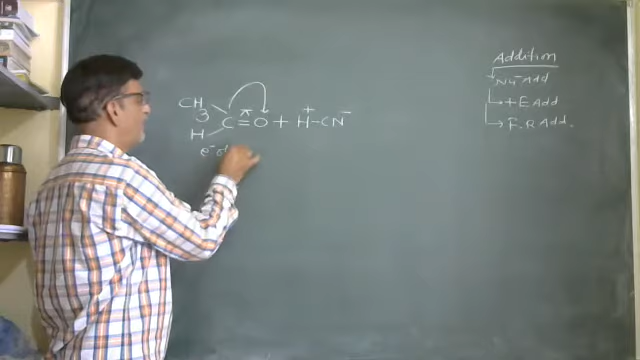 CH3
H
C=O + H-CN
π
+
-
e-d
Addition
Nu- Add
+E Add
F.R Add.